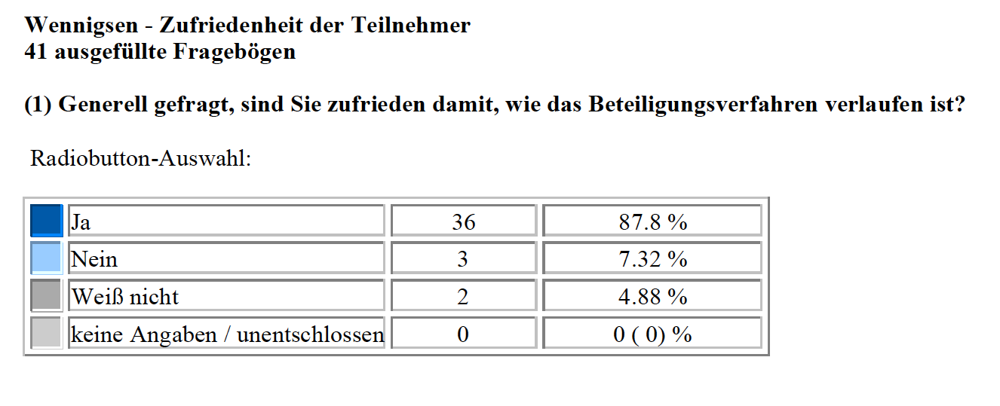 Wennigsen - Zufriedenheit der Teilnehmer
41 ausgefüllte Fragebögen
(1) Generell gefragt, sind Sie zufrieden damit, wie das Beteiligungsverfahren verlaufen ist?
Radiobutton-Auswahl:
Ja 36 87.8 %
Nein 3 7.32 %
Weiß nicht 2 4.88 %
keine Angaben / unentschlossen 0 0 ( 0) %